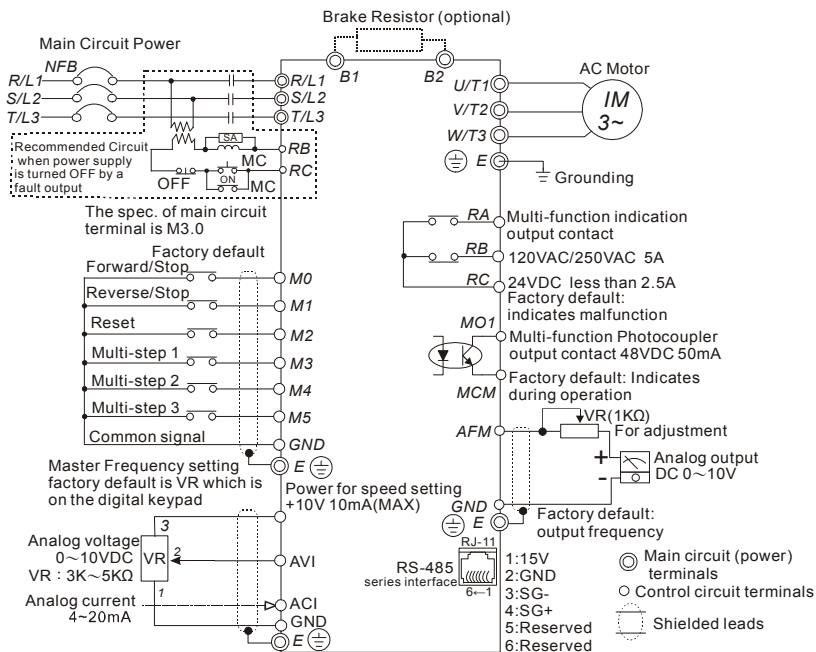 Brake Resistor (optional)
Main Circuit Power
NFB
R/L1
S/L2
T/L3
R/L1
S/L2
T/L3
B1
B2
U/T1
V/T2
W/T3
E
AC Motor
IM
3~
Grounding
Recommended Circuit
when power supply
is turned OFF by a
fault output
SA
MC
OFF
ON
MC
RB
RC
The spec. of main circuit
terminal is M3.0
Factory default
Forward/Stop
Reverse/Stop
Reset
Multi-step 1
Multi-step 2
Multi-step 3
Common signal
M0
M1
M2
M3
M4
M5
GND
E
RA
RB
RC
Multi-function indication
output contact
120VAC/250VAC 5A
24VDC less than 2.5A
Factory default:
indicates malfunction
MO1
MCM
Multi-function Photocoupler
output contact 48VDC 50mA
Factory default: Indicates
during operation
AFM
VR(1KΩ)
For adjustment
+
-
Analog output
DC 0～10V
GND
E
Factory default:
output frequency
Master Frequency setting
factory default is VR which is
on the digital keypad
Power for speed setting
+10V 10mA(MAX)
Analog voltage
0～10VDC
VR：3K～5KΩ
3
VR
2
1
AVI
Analog current
4~20mA
ACI
GND
E
RS-485
series interface
RJ-11
6←1
1:15V
2:GND
3:SG-
4:SG+
5:Reserved
6:Reserved
Main circuit (power)
terminals
Control circuit terminals
Shielded leads